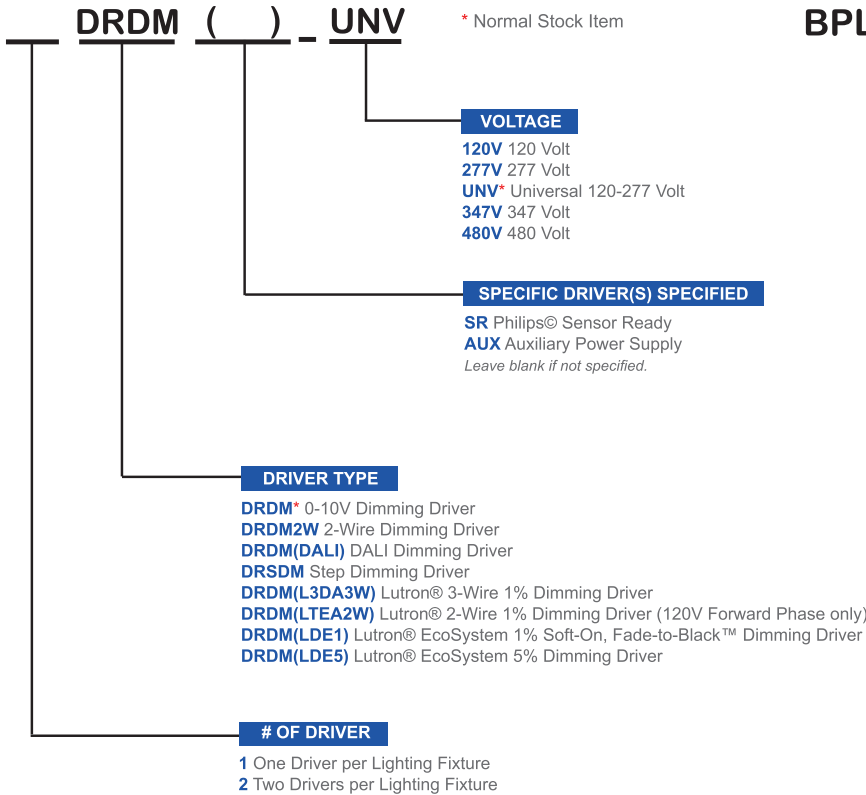 DRDM ( ) - UNV
* Normal Stock Item
BPL
VOLTAGE
120V 120 Volt
277V 277 Volt
UNV* Universal 120-277 Volt
347V 347 Volt
480V 480 Volt
SPECIFIC DRIVER(S) SPECIFIED
SR Philips© Sensor Ready
AUX Auxiliary Power Supply
Leave blank if not specified.
DRIVER TYPE
DRDM* 0-10V Dimming Driver
DRDM2W 2-Wire Dimming Driver
DRDM(DALI) DALI Dimming Driver
DRSDM Step Dimming Driver
DRDM(L3DA3W) Lutron® 3-Wire 1% Dimming Driver
DRDM(LTEA2W) Lutron® 2-Wire 1% Dimming Driver (120V Forward Phase only)
DRDM(LDE1) Lutron® EcoSystem 1% Soft-On, Fade-to-Black™ Dimming Driver
DRDM(LDE5) Lutron® EcoSystem 5% Dimming Driver
# OF DRIVER
1 One Driver per Lighting Fixture
2 Two Drivers per Lighting Fixture